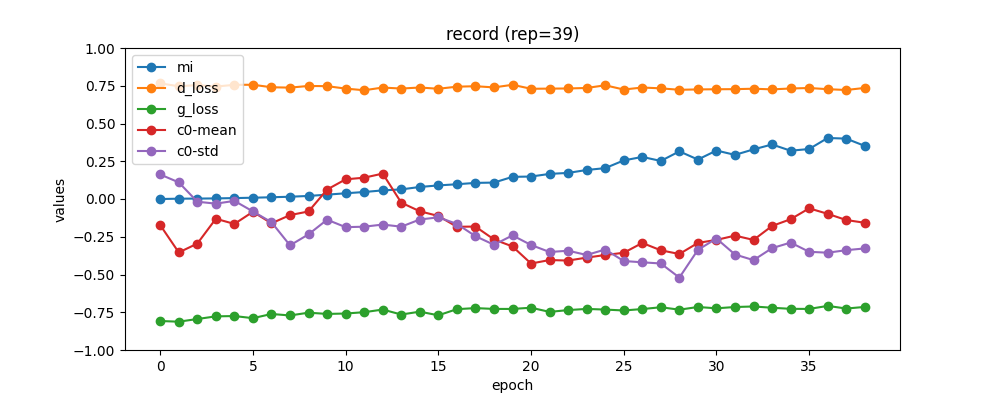 record (rep=39)
1.00
0.75
0.50
0.25
0.00
−0.25
−0.50
−0.75
−1.00
values
mi
d_loss
g_loss
c0-mean
c0-std
0 5 10 15 20 25 30 35
epoch